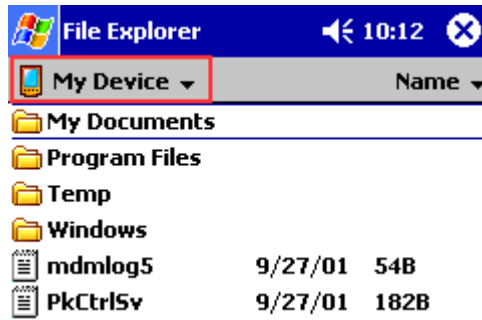 File Explorer 10:12
My Device Name
My Documents
Program Files
Temp
Windows
mdmlog5 9/27/01 54B
PkCtrlSv 9/27/01 182B